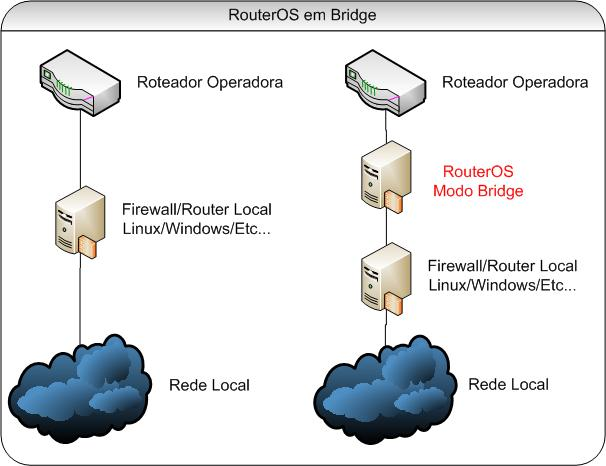 RouterOS em Bridge
Roteador Operadora
Firewall/Router Local
Linux/Windows/Etc...
Rede Local
Roteador Operadora
RouterOS
Modo Bridge
Firewall/Router Local
Linux/Windows/Etc...
Rede Local